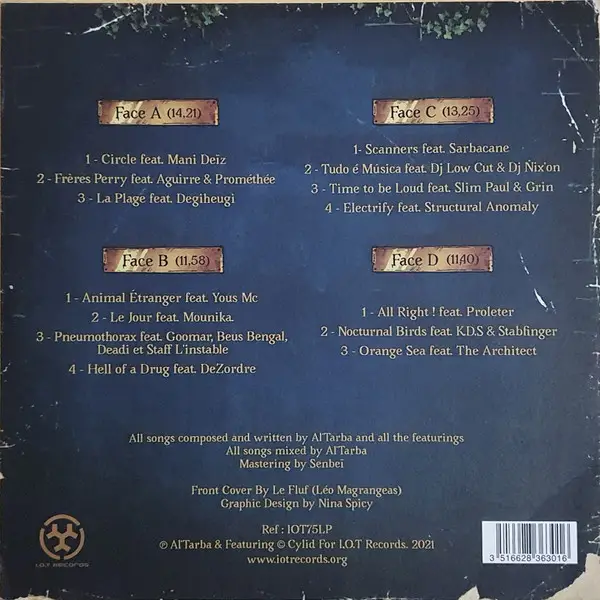 Face A (14,21)
1 - Circle feat. Mani Deïz
2 - Frères Perry feat. Aguirre & Prométhée
3 - La Plage feat. Degiheugi
Face B (11,58)
1 - Animal Étranger feat. Yous Mc
2 - Le Jour feat. Mounika.
3 - Pneumothorax feat. Goomar, Beus Bengal,
Deadi et Staff L'instable
4 - Hell of a Drug feat. DeZordre
Face C (13,25)
1- Scanners feat. Sarbacane
2 - Tudo é Música feat. Dj Low Cut & Dj Nix'on
3 - Time to be Loud feat. Slim Paul & Grin
4 - Electrify feat. Structural Anomaly
Face D (11,40)
1 - All Right ! feat. Proleter
2 - Nocturnal Birds feat. K.D.S & Stabfinger
3 - Orange Sea feat. The Architect
All songs composed and written by Al'Tarba and all the featurings
All songs mixed by Al'Tarba
Mastering by Senbeï
Front Cover By Le Fluf (Léo Magrangeas)
Graphic Design by Nina Spicy
Ref : IOT75LP
℗ Al'Tarba & Featuring © Cylid For I.O.T Records. 2021
www.iotrecords.org
I.O.T RECORDS
3 516628 363016